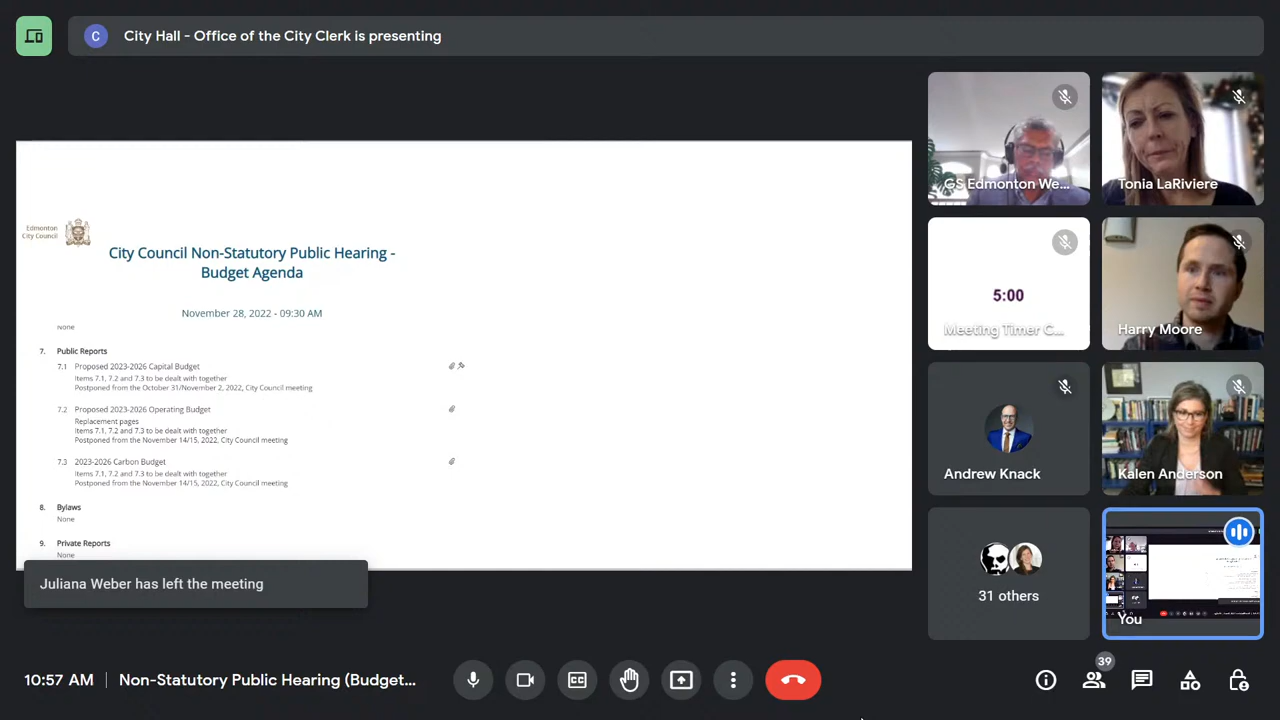 C
City Hall - Office of the City Clerk is presenting
Edmonton
City Council
City Council Non-Statutory Public Hearing -
Budget Agenda
November 28, 2022 - 09:30 AM
None
7. Public Reports
7.1 Proposed 2023-2026 Capital Budget
Items 7.1, 7.2 and 7.3 to be dealt with together
Postponed from the October 31/November 2, 2022, City Council meeting
7.2 Proposed 2023-2026 Operating Budget
Replacement pages
Items 7.1, 7.2 and 7.3 to be dealt with together
Postponed from the November 14/15, 2022, City Council meeting
7.3 2023-2026 Carbon Budget
Items 7.1, 7.2 and 7.3 to be dealt with together
Postponed from the November 14/15, 2022, City Council meeting
8. Bylaws
None
9. Private Reports
None
Juliana Weber has left the meeting
GS Edmonton We...
Tonia LaRiviere
5:00
Meeting Timer C...
Harry Moore
Andrew Knack
Kalen Anderson
31 others
You
10:57 AM
Non-Statutory Public Hearing (Budget...
CC
39